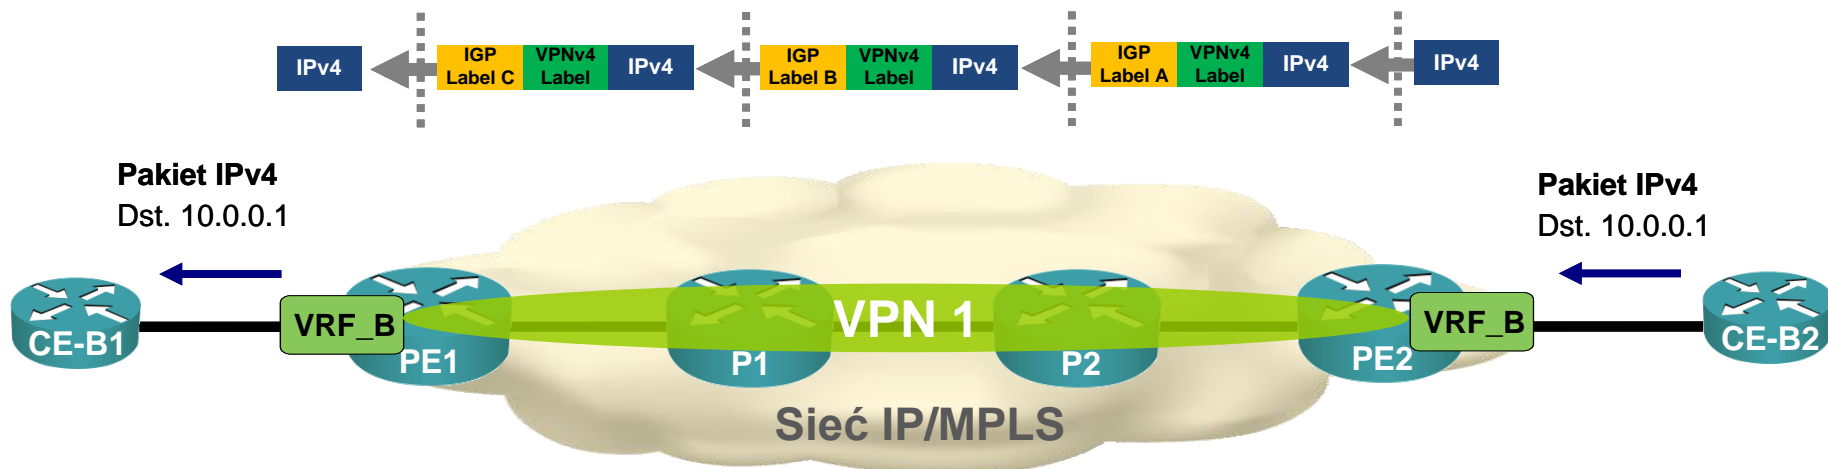 IPv4
IGP Label C
VPNv4 Label
IPv4
IGP Label B
VPNv4 Label
IPv4
IGP Label A
VPNv4 Label
IPv4
IPv4
Pakiet IPv4
Dst. 10.0.0.1
Pakiet IPv4
Dst. 10.0.0.1
CE-B1
VRF_B
PE1
P1
VPN 1
P2
PE2
VRF_B
CE-B2
Sieć IP/MPLS